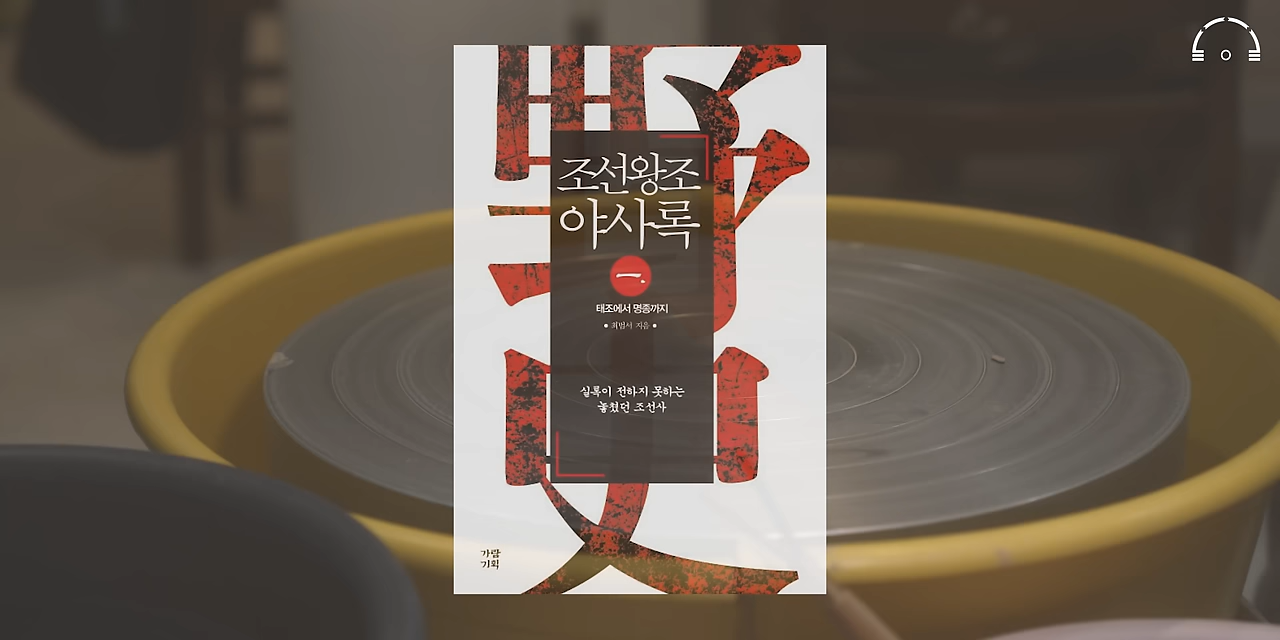 野史
조선왕조
야사록
一.
태조에서 명종까지
• 최범서 지음 •
실록이 전하지 못하는
놓쳤던 조선사
가람
기획